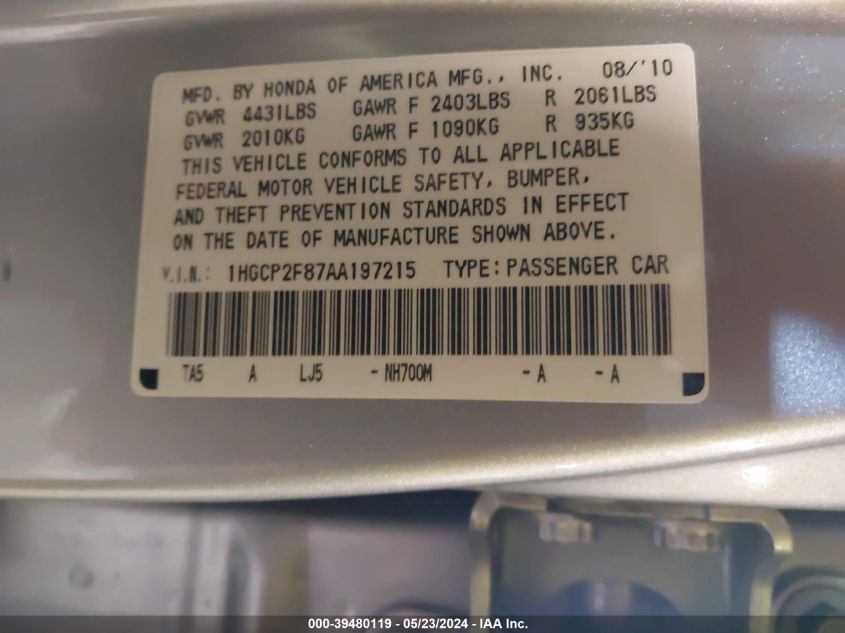 MFD. BY HONDA OF AMERICA MFG., INC. 08/'10
GVWR 4431LBS GAWR F 2403LBS R 2061LBS
GVWR 2010KG GAWR F 1090KG R 935KG
THIS VEHICLE CONFORMS TO ALL APPLICABLE
FEDERAL MOTOR VEHICLE SAFETY, BUMPER,
AND THEFT PREVENTION STANDARDS IN EFFECT
ON THE DATE OF MANUFACTURE SHOWN ABOVE.
V.I.N.: 1HGCP2F87AA197215 TYPE: PASSENGER CAR
TA5 A LJ5 - NH700M - A - A
000-39480119 - 05/23/2024 - IAA Inc.